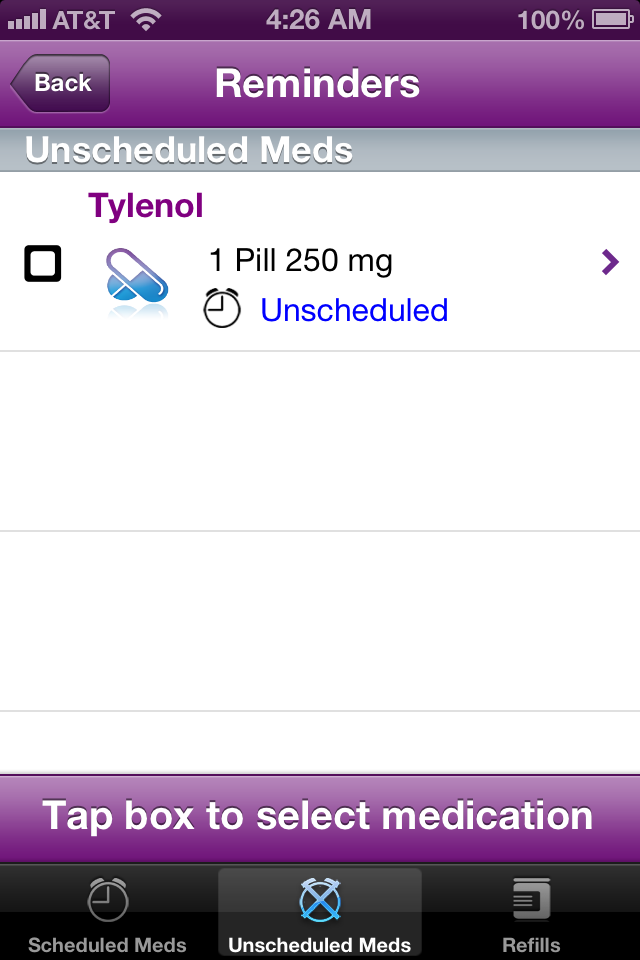 AT&T 4:26 AM 100%
Back Reminders
Unscheduled Meds
Tylenol
1 Pill 250 mg
Unscheduled
Tap box to select medication
Scheduled Meds Unscheduled Meds Refills